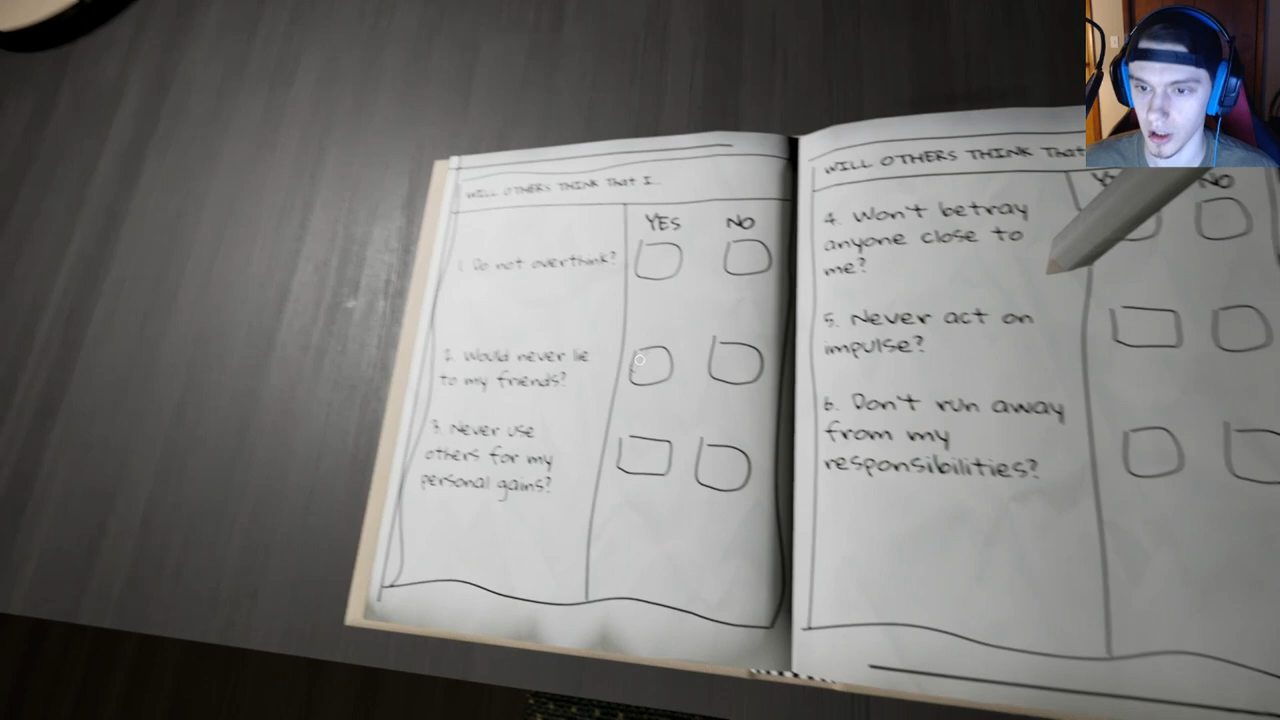 WILL OTHERS THINK That I...
YES NO
1. Do not overthink?
2. Would never lie
to my friends?
3. Never use
others for my
personal gains?
WILL OTHERS THINK That
NO
4. Won't betray
anyone close to
me?
5. Never act on
impulse?
6. Don't run away
from my
responsibilities?